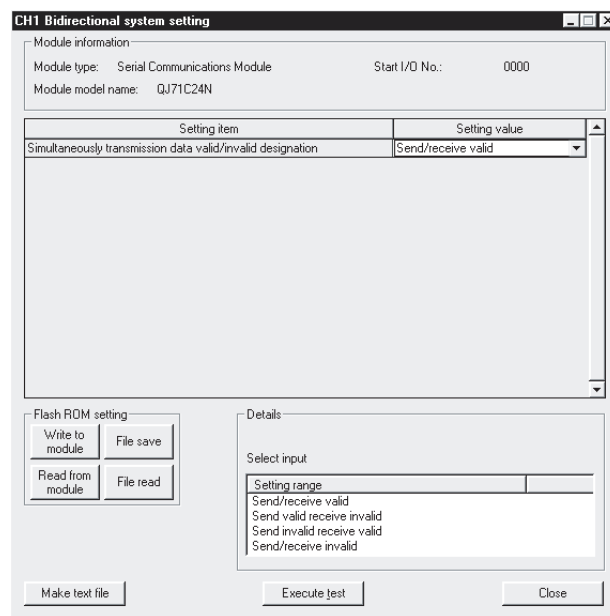 CH1 Bidirectional system setting
Module information
Module type: Serial Communications Module Start I/O No.: 0000
Module model name: QJ71C24N
Setting item Setting value
Simultaneously transmission data valid/invalid designation Send/receive valid
Flash ROM setting
Write to module File save
Read from module File read
Details
Select input
Setting range
Send/receive valid
Send valid receive invalid
Send invalid receive valid
Send/receive invalid
Make text file Execute test Close